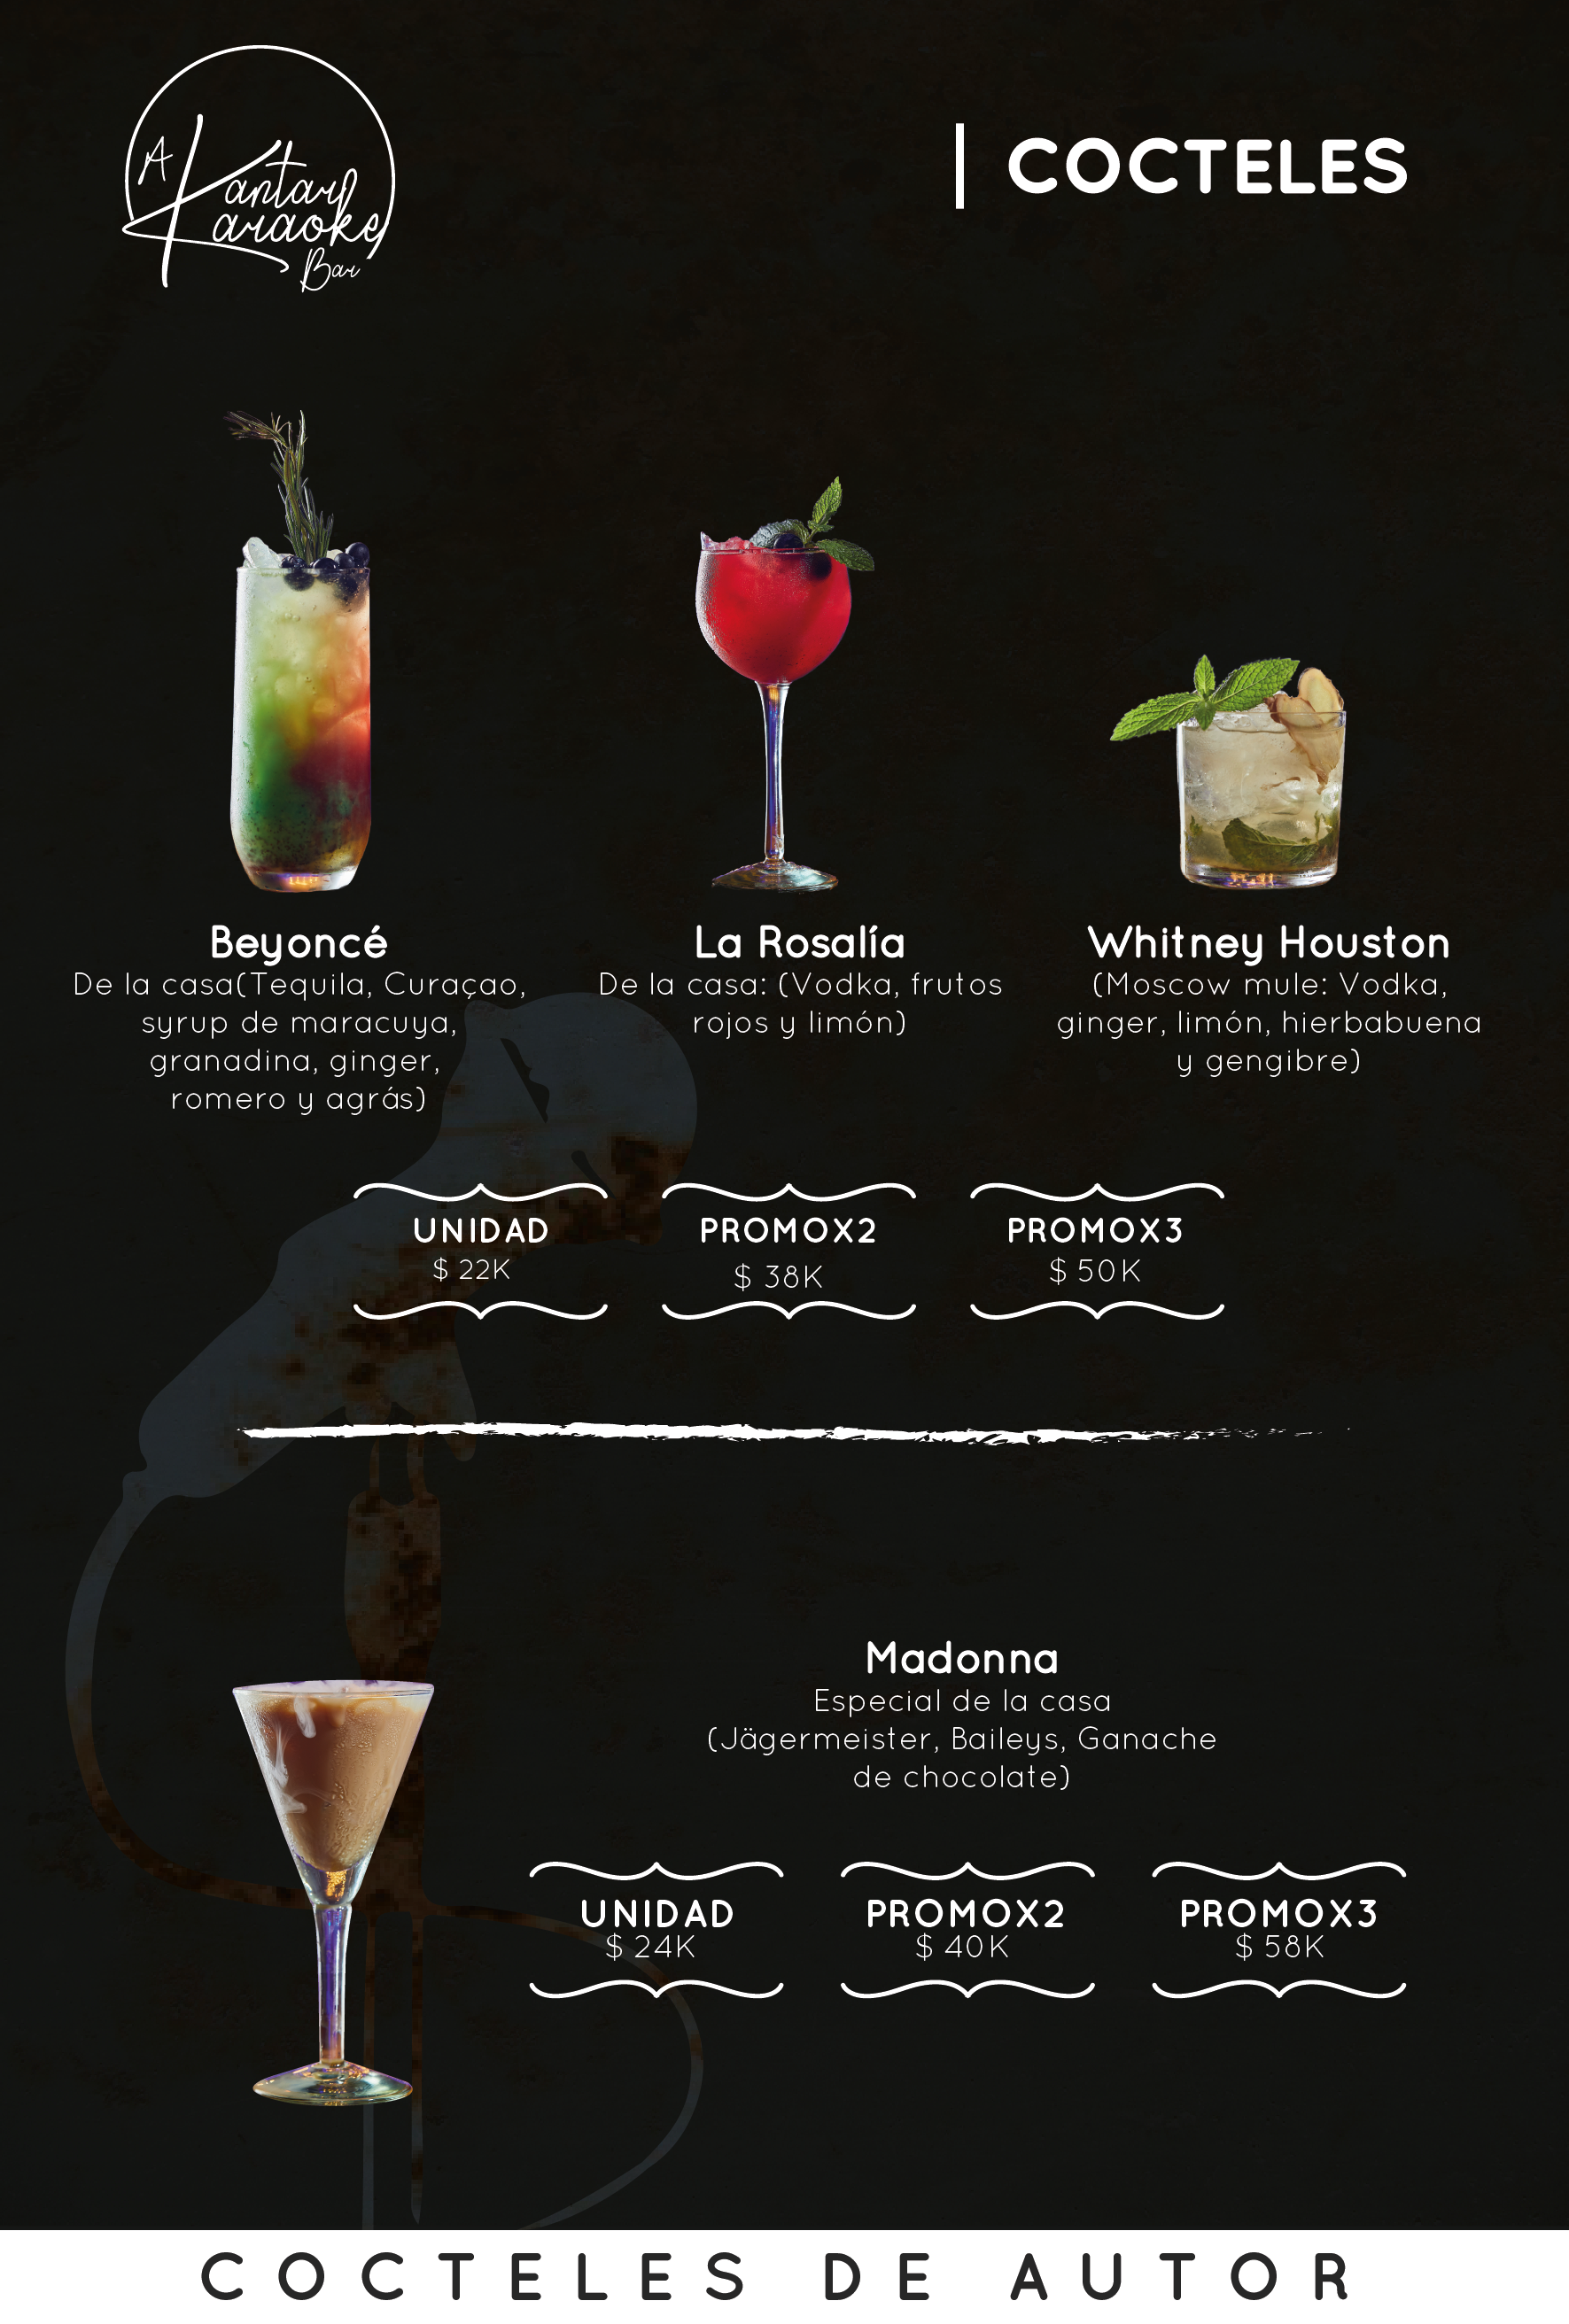 A Kantar
Karaoke
Bar
COCTELES
Beyoncé
De la casa(Tequila, Curaçao,
syrup de maracuya,
granadina, ginger,
romero y agrás)
La Rosalía
De la casa: (Vodka, frutos
rojos y limón)
Whitney Houston
(Moscow mule: Vodka,
ginger, limón, hierbabuena
y gengibre)
UNIDAD
$ 22K
PROMOX2
$ 38K
PROMOX3
$ 50K
Madonna
Especial de la casa
(Jägermeister, Baileys, Ganache
de chocolate)
UNIDAD
$ 24K
PROMOX2
$ 40K
PROMOX3
$ 58K
COCTELES DE AUTOR